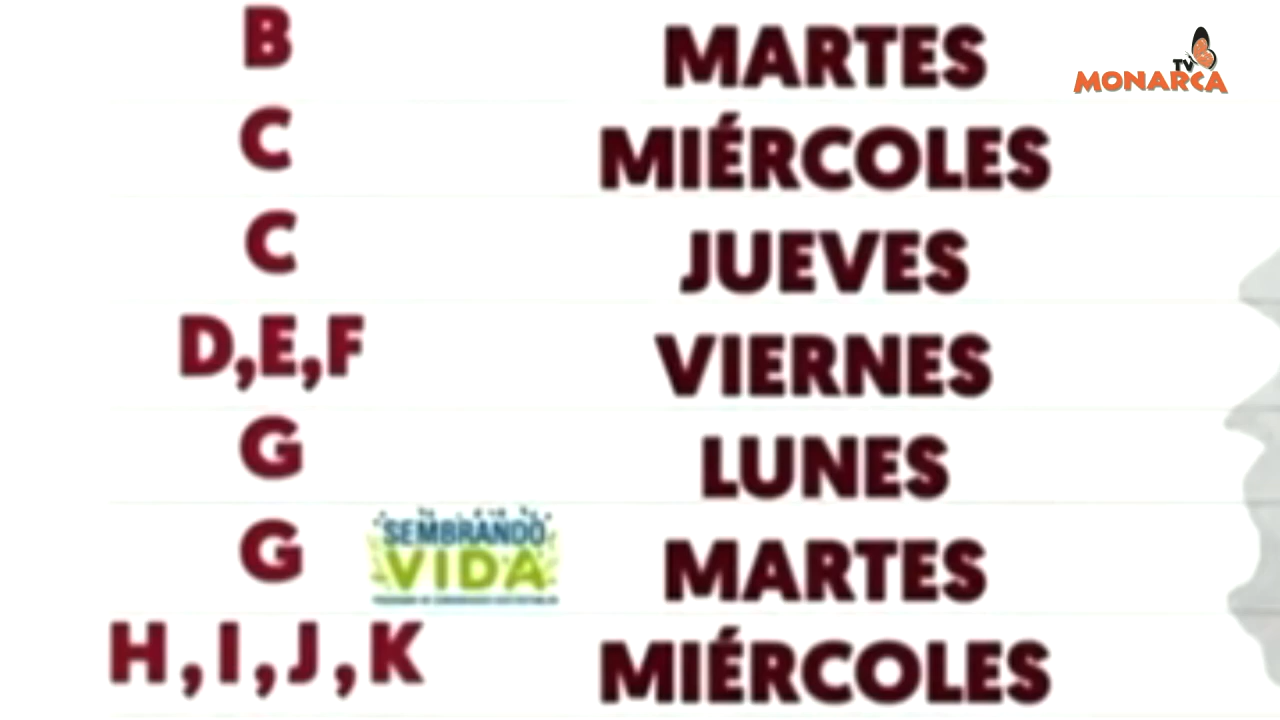 B MARTES
TV MONARCA
C MIÉRCOLES
C JUEVES
D,E,F VIERNES
G LUNES
G SEMBRANDO VIDA MARTES
H,I,J,K MIÉRCOLES